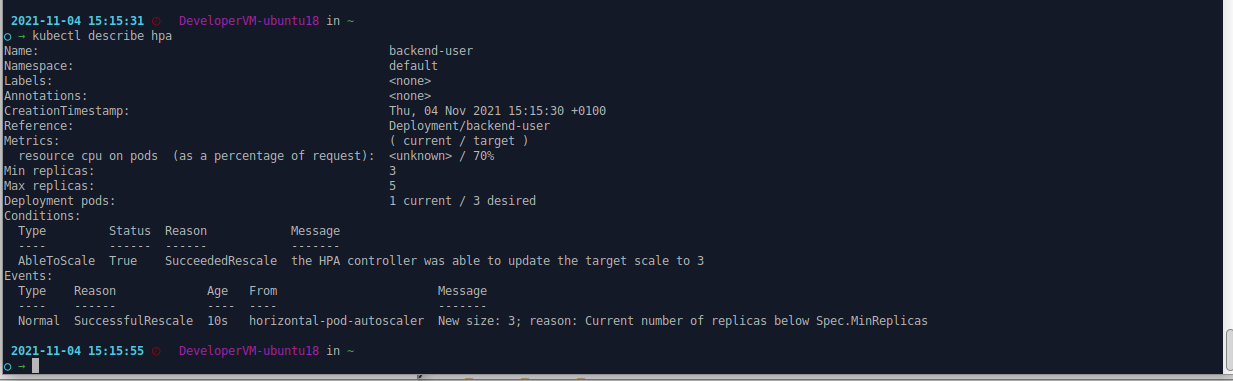 2021-11-04 15:15:31 DeveloperVM-ubuntu18 in ~
○ → kubectl describe hpa
Name: backend-user
Namespace: default
Labels: <none>
Annotations: <none>
CreationTimestamp: Thu, 04 Nov 2021 15:15:30 +0100
Reference: Deployment/backend-user
Metrics: ( current / target )
resource cpu on pods (as a percentage of request): <unknown> / 70%
Min replicas: 3
Max replicas: 5
Deployment pods: 1 current / 3 desired
Conditions:
Type Status Reason Message
---- ------ ------ -------
AbleToScale True SucceededRescale the HPA controller was able to update the target scale to 3
Events:
Type Reason Age From Message
---- ------ ---- ---- -------
Normal SuccessfulRescale 10s horizontal-pod-autoscaler New size: 3; reason: Current number of replicas below Spec.MinReplicas
2021-11-04 15:15:55 DeveloperVM-ubuntu18 in ~
○ →